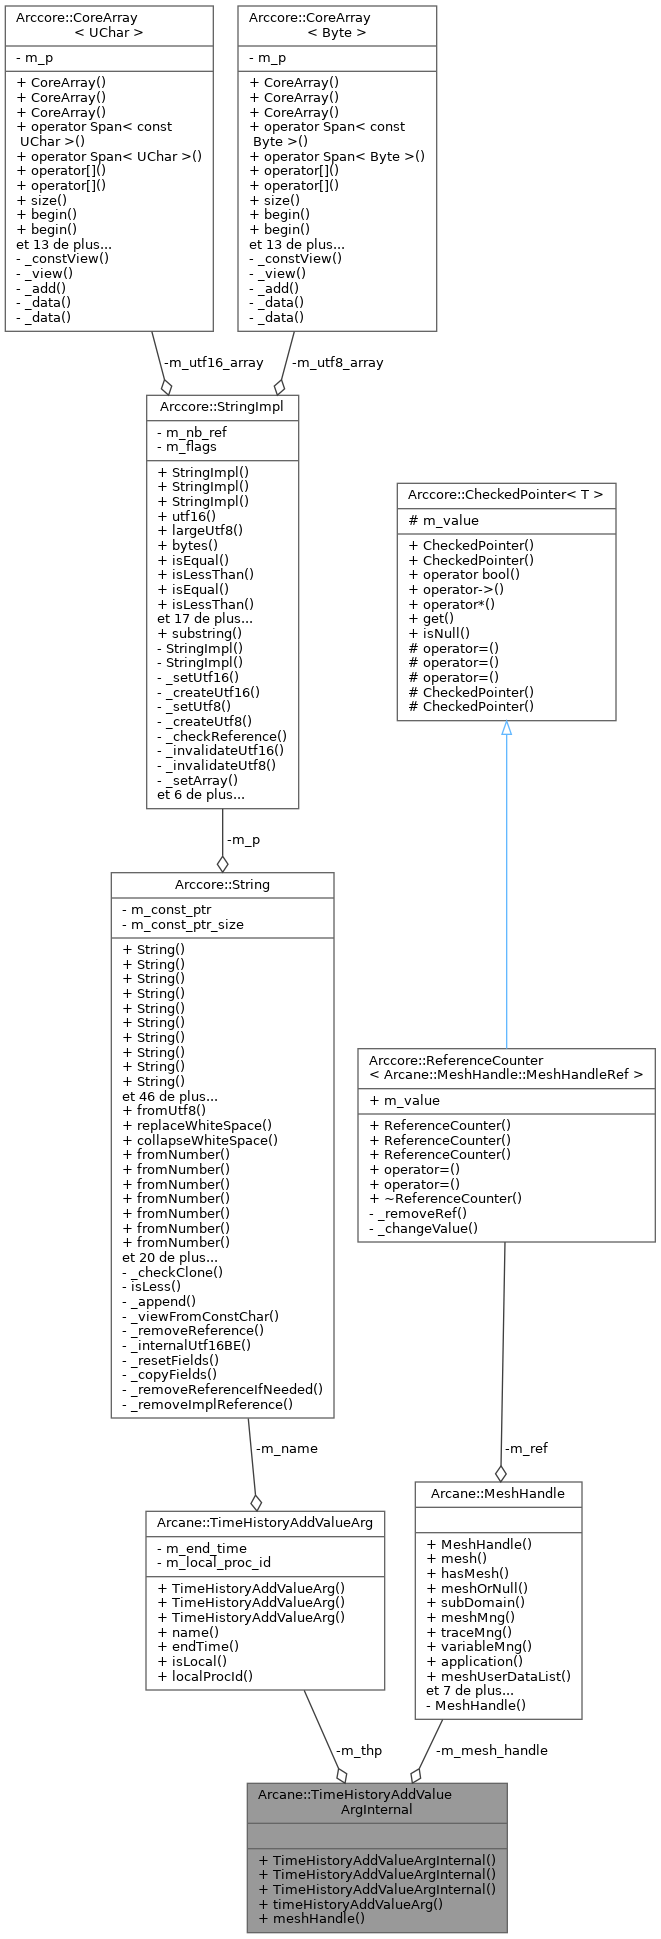 Arccore::CoreArray
< UChar >
- m_p
+ CoreArray()
+ CoreArray()
+ CoreArray()
+ operator Span< const
UChar >()
+ operator Span< UChar >()
+ operator[]()
+ operator[]()
+ size()
+ begin()
+ begin()
et 13 de plus...
- _constView()
- _view()
- _add()
- _data()
- _data()
Arccore::CoreArray
< Byte >
- m_p
+ CoreArray()
+ CoreArray()
+ CoreArray()
+ operator Span< const
Byte >()
+ operator Span< Byte >()
+ operator[]()
+ operator[]()
+ size()
+ begin()
+ begin()
et 13 de plus...
- _constView()
- _view()
- _add()
- _data()
- _data()
-m_utf16_array
-m_utf8_array
Arccore::StringImpl
- m_nb_ref
- m_flags
+ StringImpl()
+ StringImpl()
+ StringImpl()
+ utf16()
+ largeUtf8()
+ bytes()
+ isEqual()
+ isLessThan()
+ isEqual()
+ isLessThan()
et 17 de plus...
+ substring()
- StringImpl()
- StringImpl()
- _setUtf16()
- _createUtf16()
- _setUtf8()
- _createUtf8()
- _checkReference()
- _invalidateUtf16()
- _invalidateUtf8()
- _setArray()
et 6 de plus...
Arccore::CheckedPointer< T >
# m_value
+ CheckedPointer()
+ CheckedPointer()
+ operator bool()
+ operator->()
+ operator*()
+ get()
+ isNull()
# operator=()
# operator=()
# operator=()
# CheckedPointer()
# CheckedPointer()
-m_p
Arccore::String
- m_const_ptr
- m_const_ptr_size
+ String()
+ String()
+ String()
+ String()
+ String()
+ String()
+ String()
+ String()
+ String()
+ String()
et 46 de plus...
+ fromUtf8()
+ replaceWhiteSpace()
+ collapseWhiteSpace()
+ fromNumber()
+ fromNumber()
+ fromNumber()
+ fromNumber()
+ fromNumber()
+ fromNumber()
+ fromNumber()
et 20 de plus...
- _checkClone()
- isLess()
- _append()
- _viewFromConstChar()
- _removeReference()
- _internalUtf16BE()
- _resetFields()
- _copyFields()
- _removeReferenceIfNeeded()
- _removeImplReference()
Arccore::ReferenceCounter
< Arcane::MeshHandle::MeshHandleRef >
+ m_value
+ ReferenceCounter()
+ ReferenceCounter()
+ ReferenceCounter()
+ operator=()
+ operator=()
+ ~ReferenceCounter()
- _removeRef()
- _changeValue()
-m_name
-m_ref
Arcane::TimeHistoryAddValueArg
- m_end_time
- m_local_proc_id
+ TimeHistoryAddValueArg()
+ TimeHistoryAddValueArg()
+ TimeHistoryAddValueArg()
+ name()
+ endTime()
+ isLocal()
+ localProcId()
Arcane::MeshHandle
+ MeshHandle()
+ mesh()
+ hasMesh()
+ meshOrNull()
+ subDomain()
+ meshMng()
+ traceMng()
+ variableMng()
+ application()
+ meshUserDataList()
et 7 de plus...
- MeshHandle()
-m_thp
-m_mesh_handle
Arcane::TimeHistoryAddValue
ArgInternal
+ TimeHistoryAddValueArgInternal()
+ TimeHistoryAddValueArgInternal()
+ TimeHistoryAddValueArgInternal()
+ timeHistoryAddValueArg()
+ meshHandle()